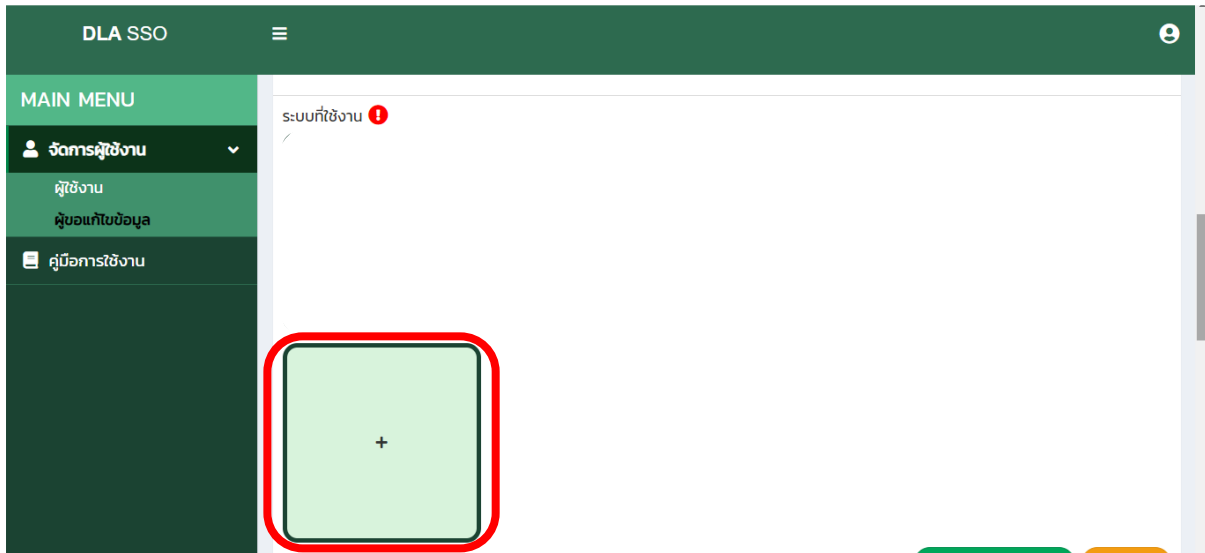 DLA SSO
MAIN MENU
จัดการผู้ใช้งาน
ผู้ใช้งาน
ผู้ขอแก้ไขข้อมูล
คู่มือการใช้งาน
ระบบที่ใช้งาน !
+